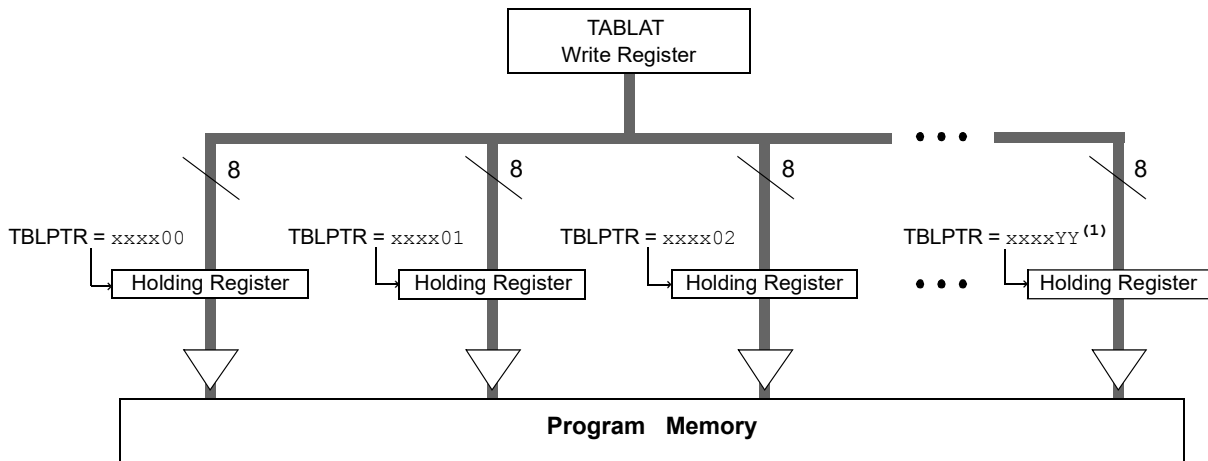 TABLAT
Write Register
8 8 8 8
TBLPTR = xxxx00 TBLPTR = xxxx01 TBLPTR = xxxx02 TBLPTR = xxxxYY(1)
Holding Register Holding Register Holding Register Holding Register
Program Memory